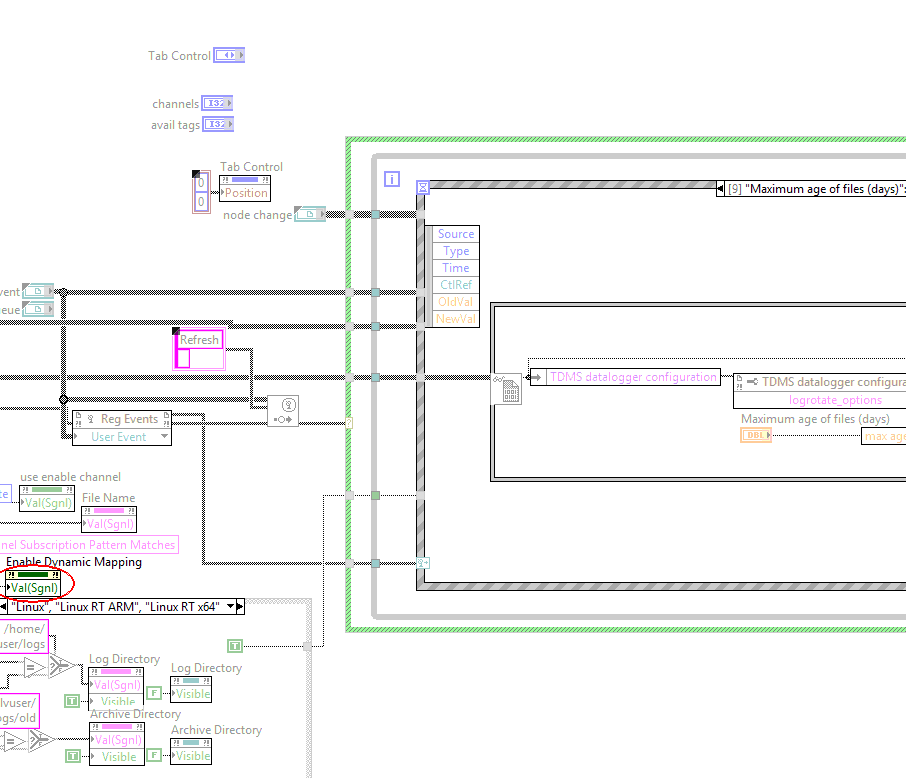 Tab Control
channels I32
avail tags I32
Tab Control
0
0
Position
node change
i
[9] "Maximum age of files (days)":
Source
Type
Time
CtlRef
OldVal
NewVal
vent
eue
Refresh
TDMS datalogger configuration
TDMS datalogger configura
logrotate_options
Maximum age of files (days)
DBL
max age
Reg Events
User Event
use enable channel
te
Val(Sgnl)
File Name
Val(Sgnl)
nel Subscription Pattern Matches
Enable Dynamic Mapping
Val(Sgnl)
"Linux", "Linux RT ARM", "Linux RT x64"
/home/
user/logs
T
Log Directory
Val(Sgnl)
Visible
T
F
Log Directory
Visible
lvuser/
ogs/old
Archive Directory
Val(Sgnl)
Visible
T
F
Archive Directory
Visible